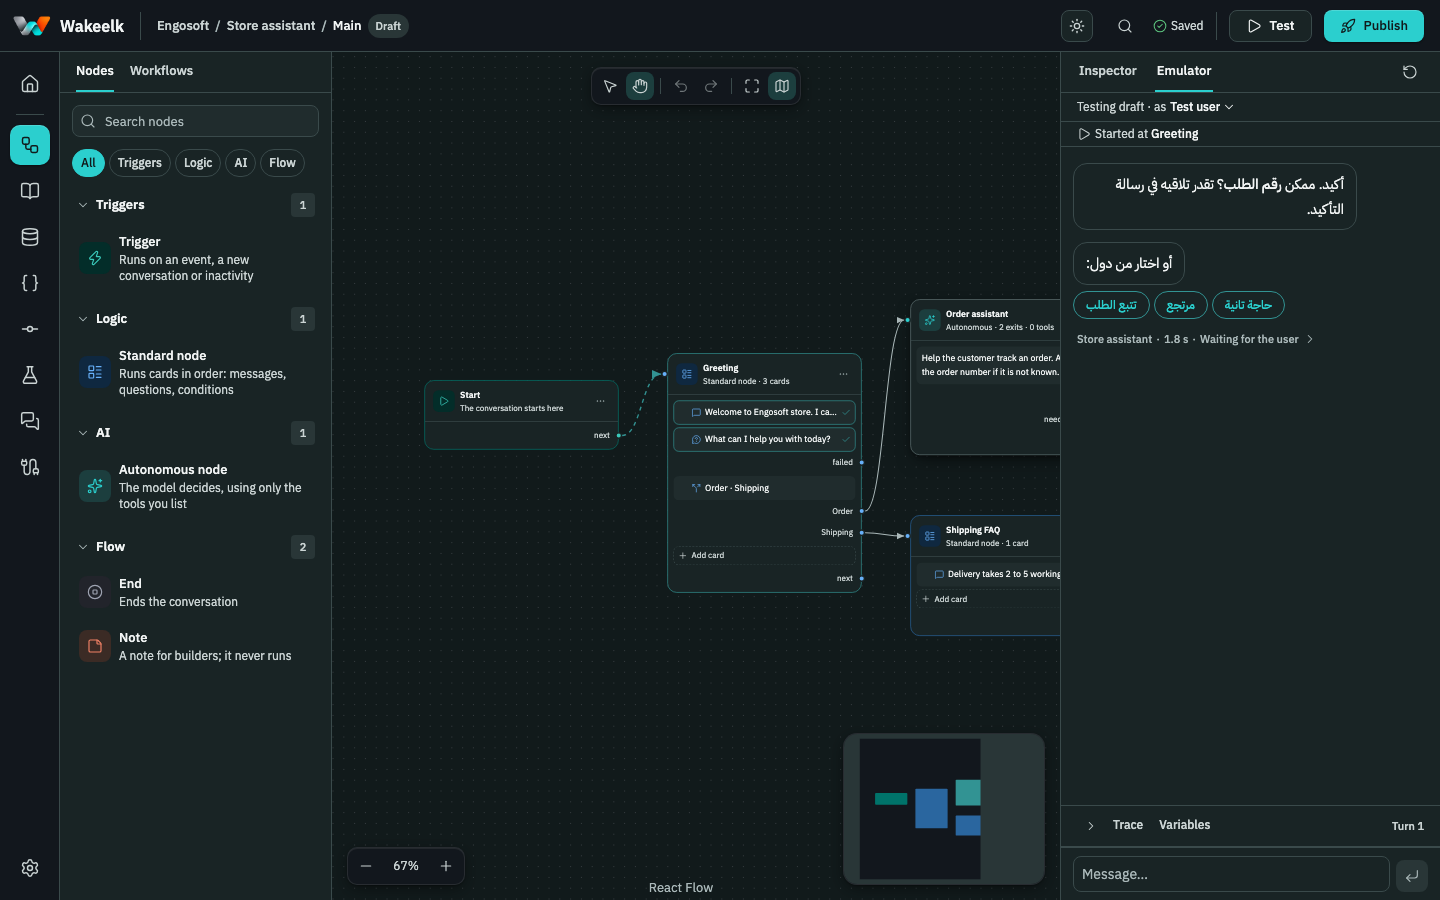 Wakeelk
Engosoft / Store assistant / Main Draft
Saved
Test
Publish
Nodes Workflows
Search nodes
All Triggers Logic AI Flow
Triggers 1
Trigger
Runs on an event, a new
conversation or inactivity
Logic 1
Standard node
Runs cards in order: messages,
questions, conditions
AI 1
Autonomous node
The model decides, using only the
tools you list
Flow 2
End
Ends the conversation
Note
A note for builders; it never runs
Start
The conversation starts here
next
Greeting
Standard node · 3 cards
Welcome to Engosoft store. I ca...
What can I help you with today?
failed
Order · Shipping
Order
Shipping
+ Add card
next
Order assistant
Autonomous · 2 exits · 0 tools
Help the customer track an order. A
the order number if it is not known.
Shipping FAQ
Standard node · 1 card
Delivery takes 2 to 5 working
+ Add card
67%
React Flow
Inspector Emulator
Testing draft · as Test user
Started at Greeting
أكيد. ممكن رقم الطلب؟ تقدر تلاقيه في رسالة
التأكيد.
أو اختار من دول:
تتبع الطلب
مرتجع
حاجة تانية
Store assistant · 1.8 s · Waiting for the user
Trace Variables Turn 1
Message...